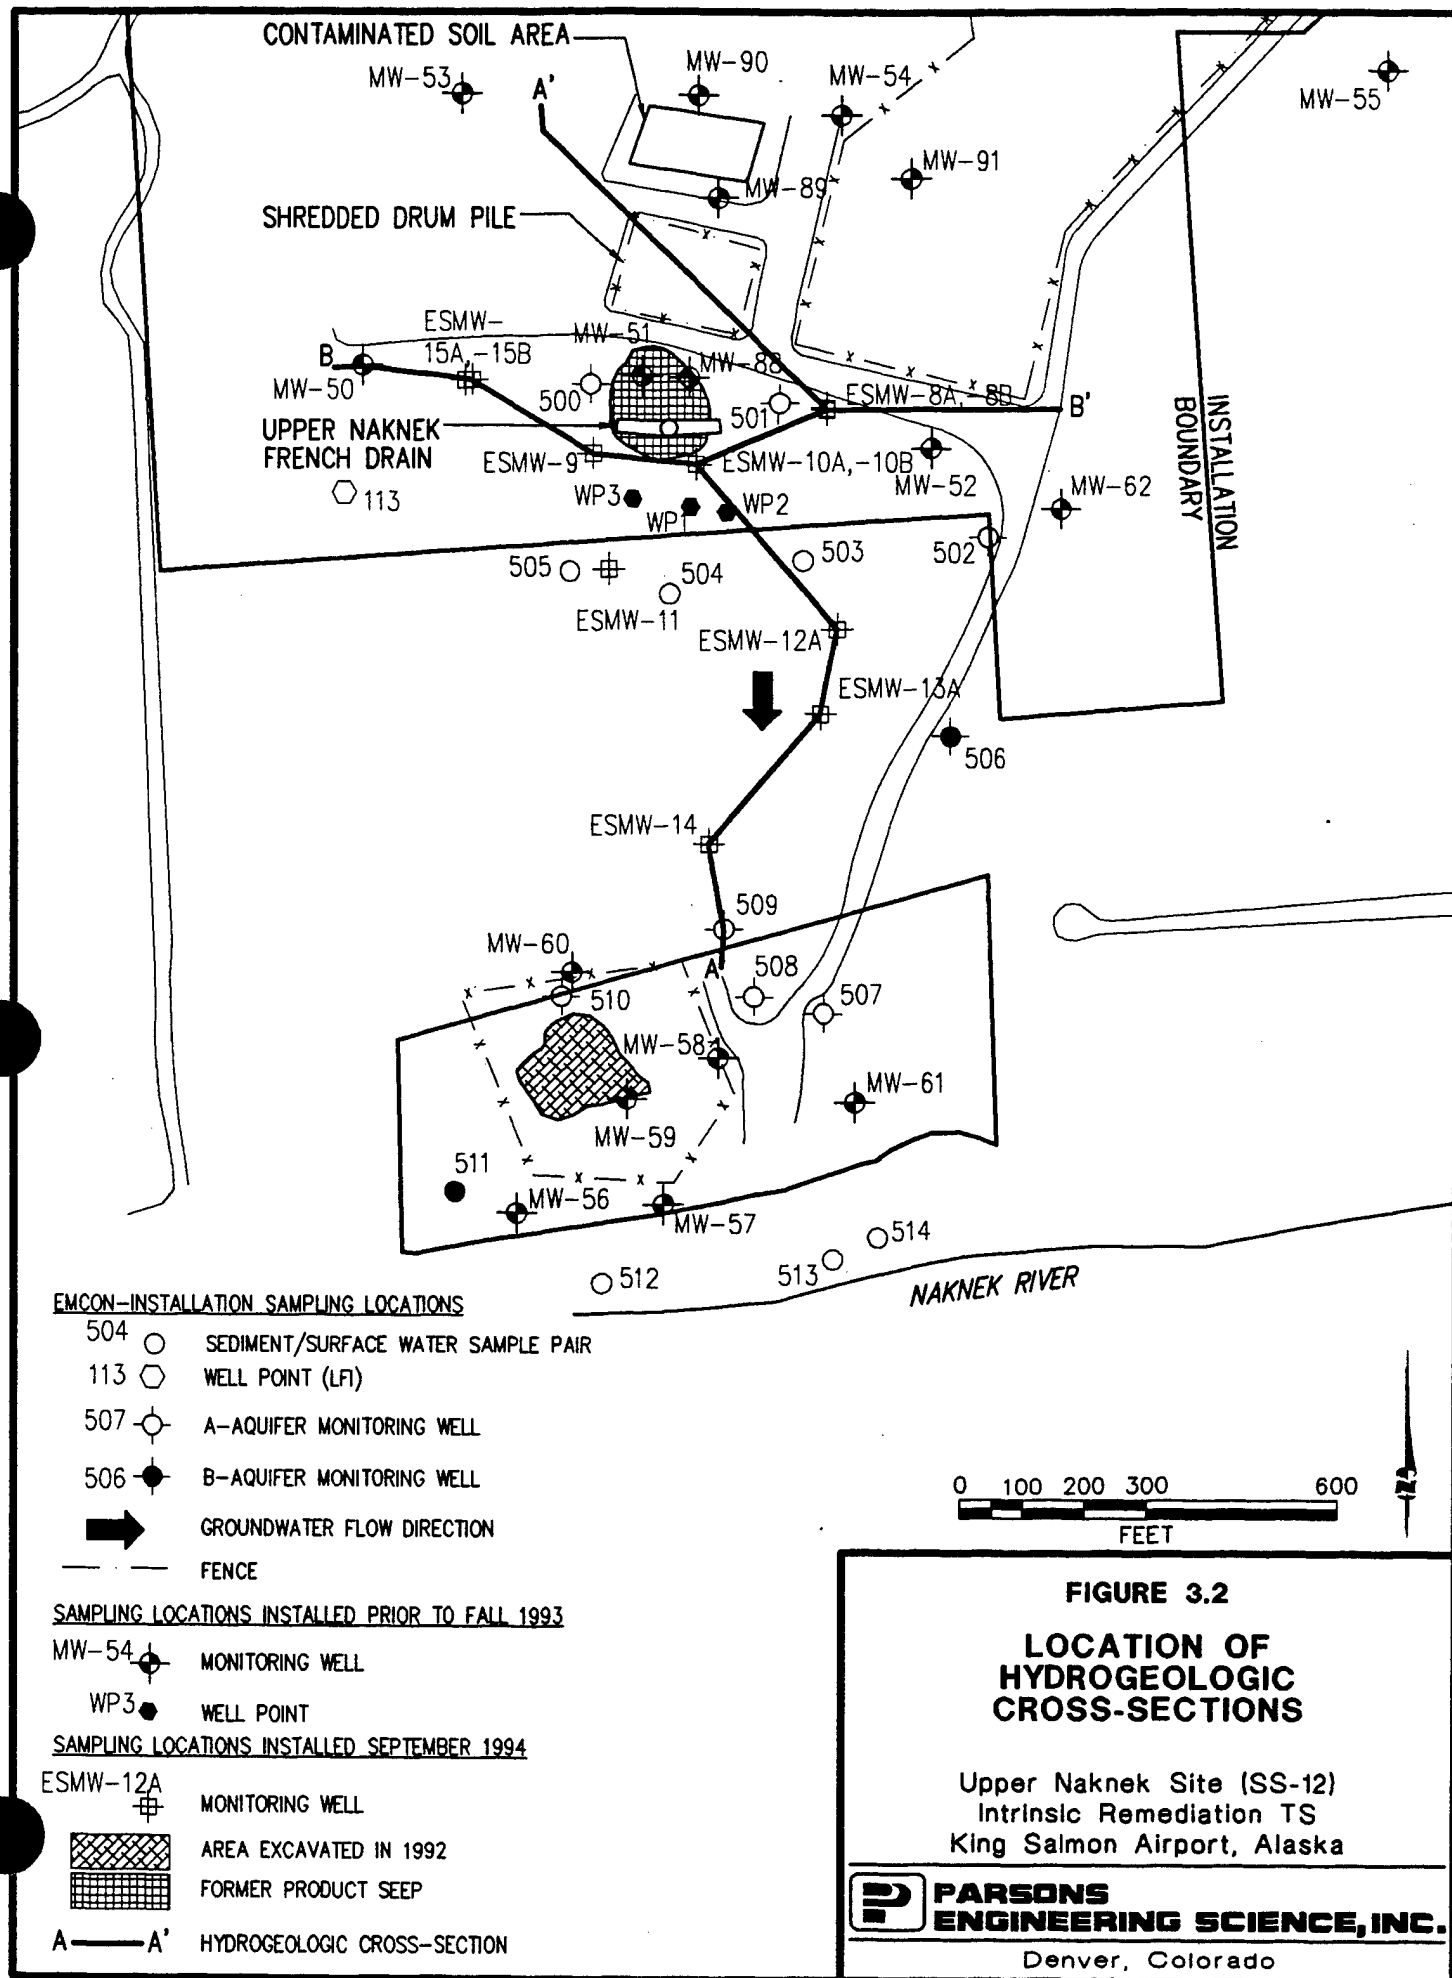 CONTAMINATED SOIL AREA
MW-53
A'
MW-90
MW-54
MW-55
MW-91
MW-89
SHREDDED DRUM PILE
ESMW-
15A,-15B
MW-51
MW-88
B
MW-50
500
501
ESMW-8A,-8B
B'
INSTALLATION
BOUNDARY
UPPER NAKNEK
FRENCH DRAIN
ESMW-9
ESMW-10A,-10B
MW-52
MW-62
113
WP3
WP1
WP2
502
503
505
504
ESMW-11
ESMW-12A
ESMW-13A
506
ESMW-14
509
MW-60
A
508
510
507
MW-58
MW-61
MW-59
511
MW-56
MW-57
514
513
512
NAKNEK RIVER
EMCON-INSTALLATION SAMPLING LOCATIONS
504 SEDIMENT/SURFACE WATER SAMPLE PAIR
113 WELL POINT (LFI)
507 A-AQUIFER MONITORING WELL
506 B-AQUIFER MONITORING WELL
GROUNDWATER FLOW DIRECTION
FENCE
SAMPLING LOCATIONS INSTALLED PRIOR TO FALL 1993
MW-54 MONITORING WELL
WP3 WELL POINT
SAMPLING LOCATIONS INSTALLED SEPTEMBER 1994
ESMW-12A
MONITORING WELL
AREA EXCAVATED IN 1992
FORMER PRODUCT SEEP
A A' HYDROGEOLOGIC CROSS-SECTION
0 100 200 300 600
FEET
N
FIGURE 3.2
LOCATION OF
HYDROGEOLOGIC
CROSS-SECTIONS
Upper Naknek Site (SS-12)
Intrinsic Remediation TS
King Salmon Airport, Alaska
PARSONS
ENGINEERING SCIENCE, INC.
Denver, Colorado